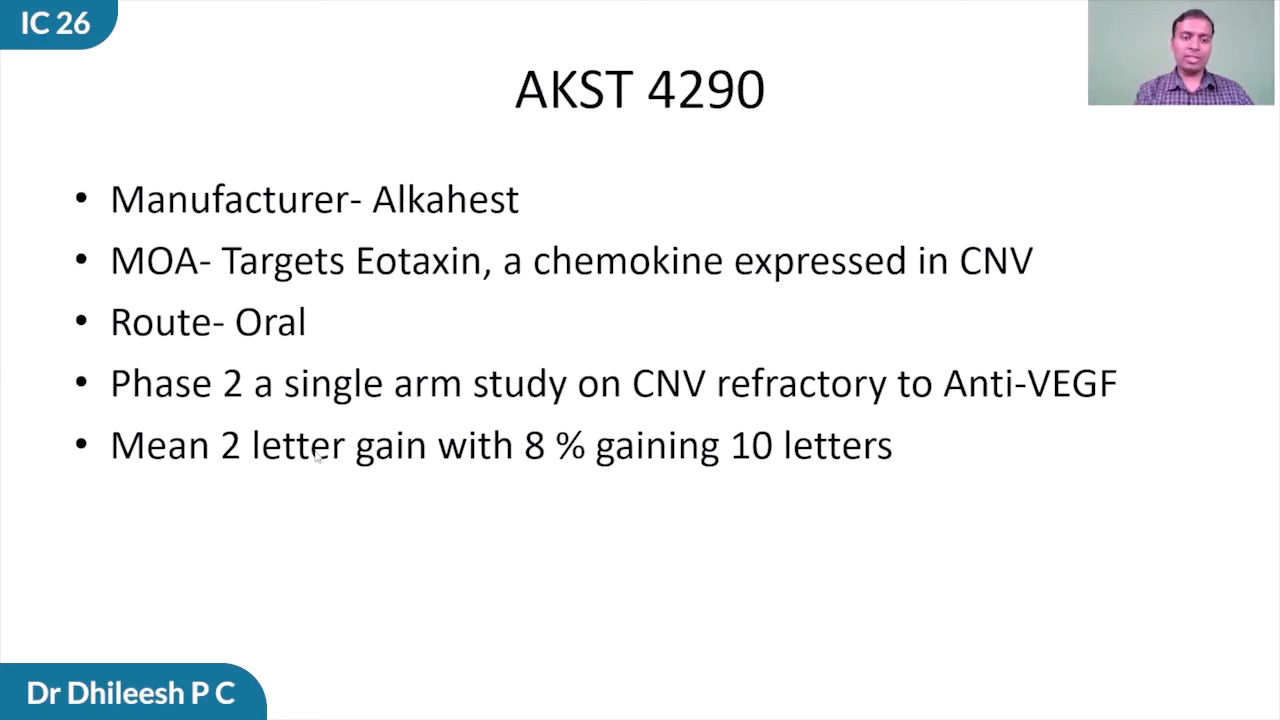 IC 26
AKST 4290
• Manufacturer- Alkahest
• MOA- Targets Eotaxin, a chemokine expressed in CNV
• Route- Oral
• Phase 2 a single arm study on CNV refractory to Anti-VEGF
• Mean 2 letter gain with 8 % gaining 10 letters
Dr Dhileesh P C